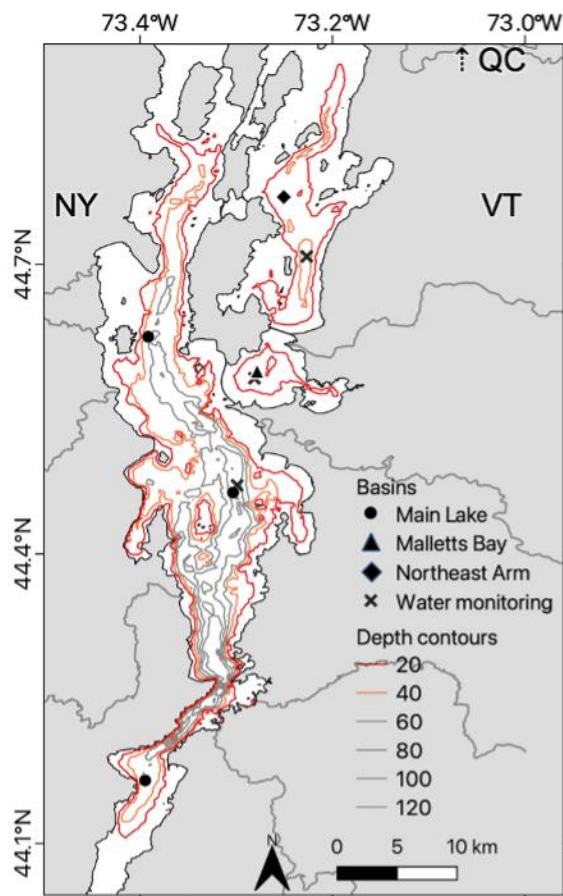 73.4°W 73.2°W 73.0°W
QC
NY
VT
44.7°N
Basins
Main Lake
Malletts Bay
44.4°N
Northeast Arm
Water monitoring
Depth contours
20
40
60
80
100
120
44.1°N
N
0 5 10 km